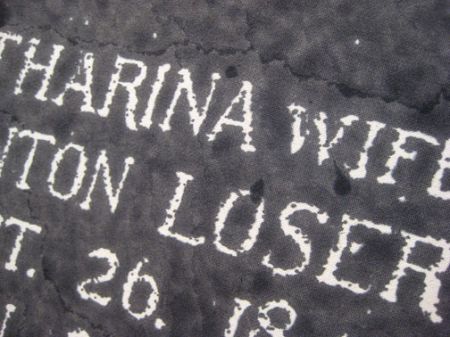 THARINA WIFE
NTON LOSER
T. 26. 18